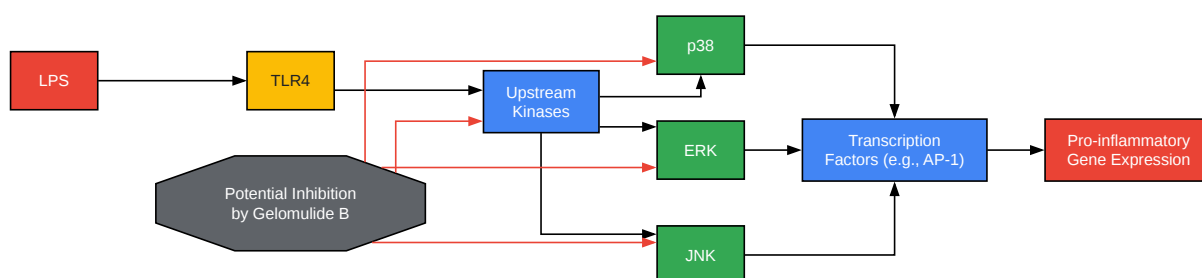 LPS
TLR4
Upstream
Kinases
p38
ERK
JNK
Transcription
Factors (e.g., AP-1)
Pro-inflammatory
Gene Expression
Potential Inhibition
by Gelomulide B